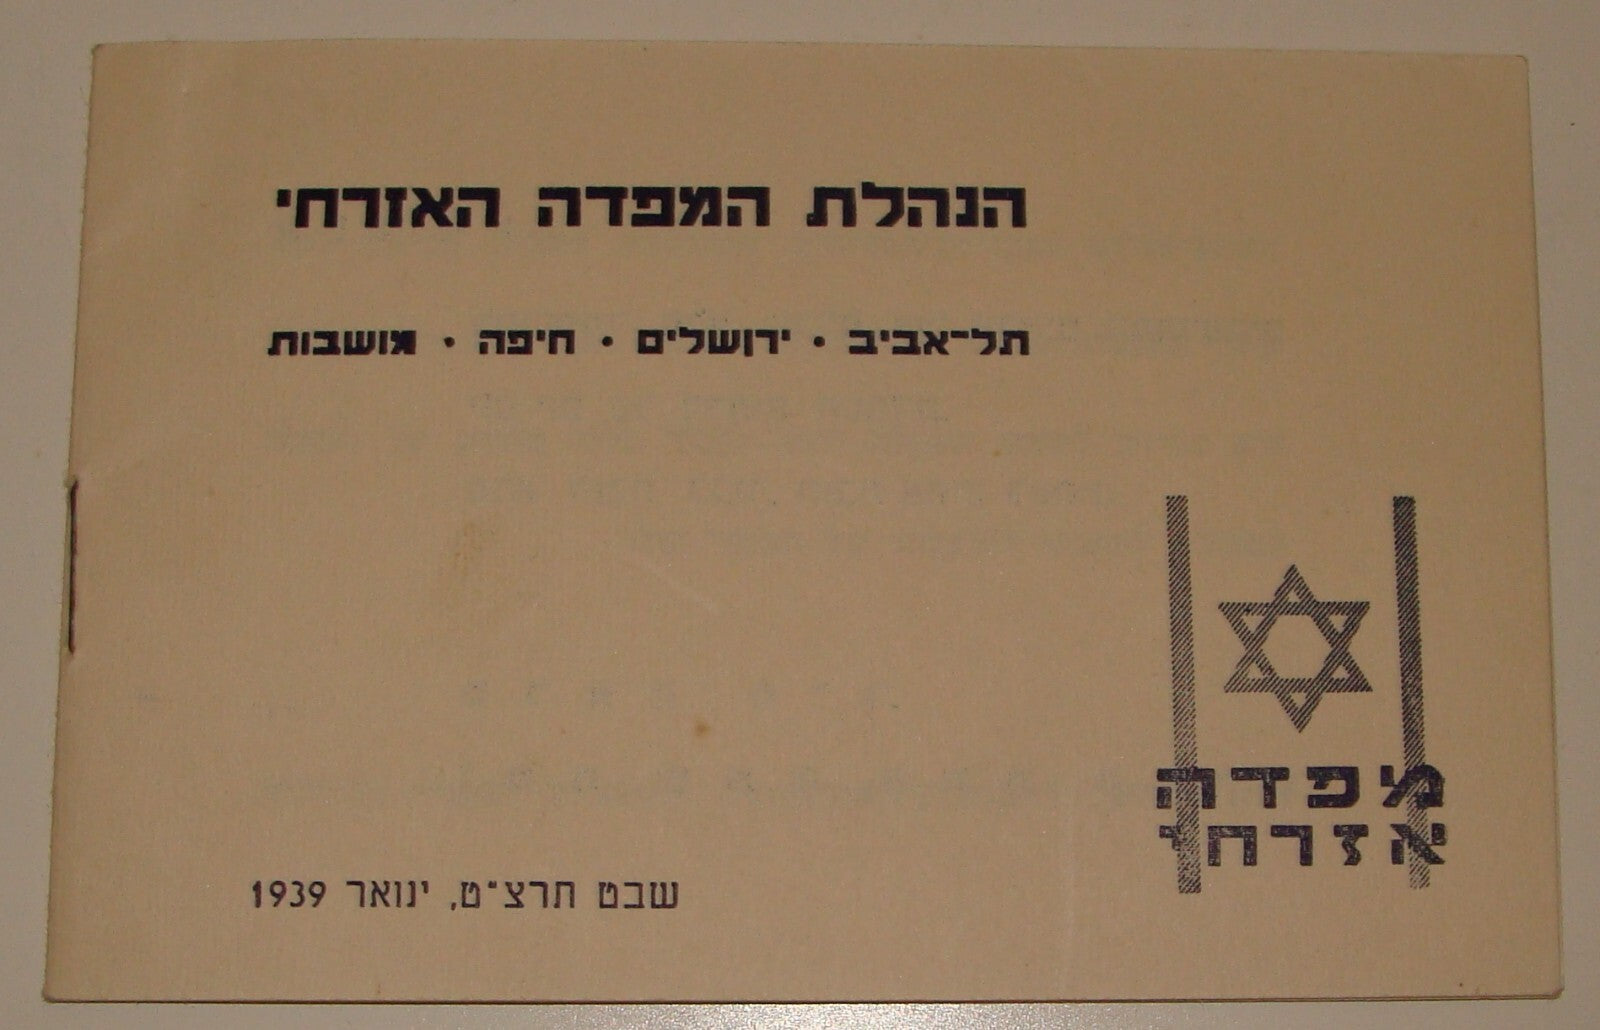 הנהלת המפדה האזרחי
תל־אביב • ירושלים • חיפה • מושבות
מפדה
אזרחי
שבט תרצ"ט, ינואר 1939